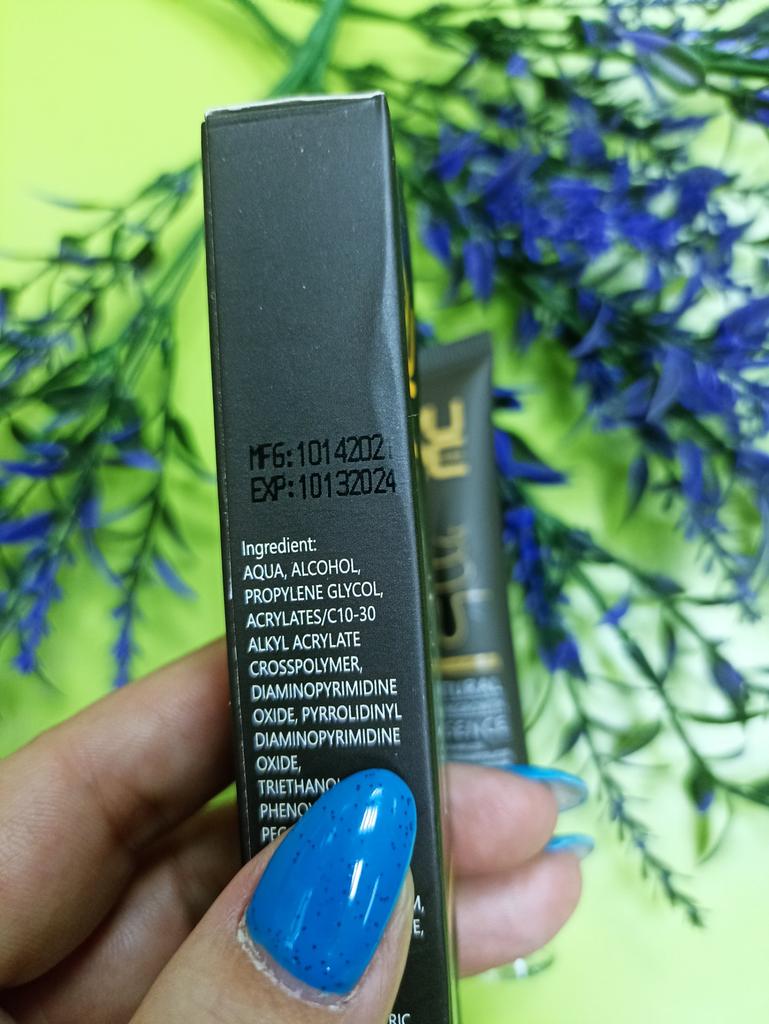 MFG:10142021
EXP:10132024
Ingredient:
AQUA, ALCOHOL,
PROPYLENE GLYCOL,
ACRYLATES/C10-30
ALKYL ACRYLATE
CROSSPOLYMER,
DIAMINOPYRIMIDINE
OXIDE, PYRROLIDINYL
DIAMINOPYRIMIDINE
OXIDE,